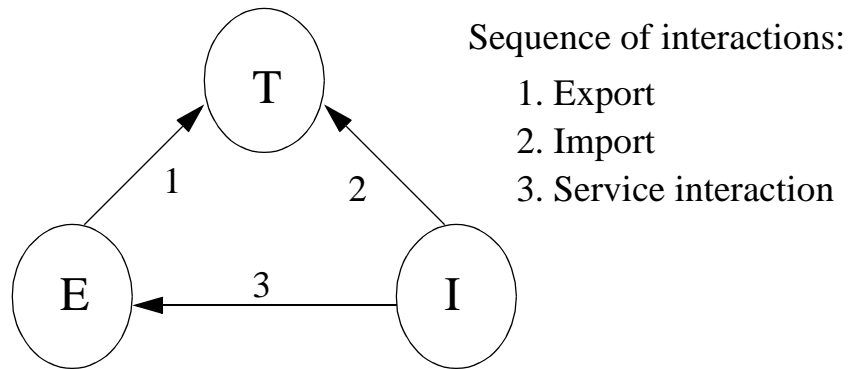 Sequence of interactions:
T
1. Export
2. Import
1
2
3. Service interaction
3
E
I